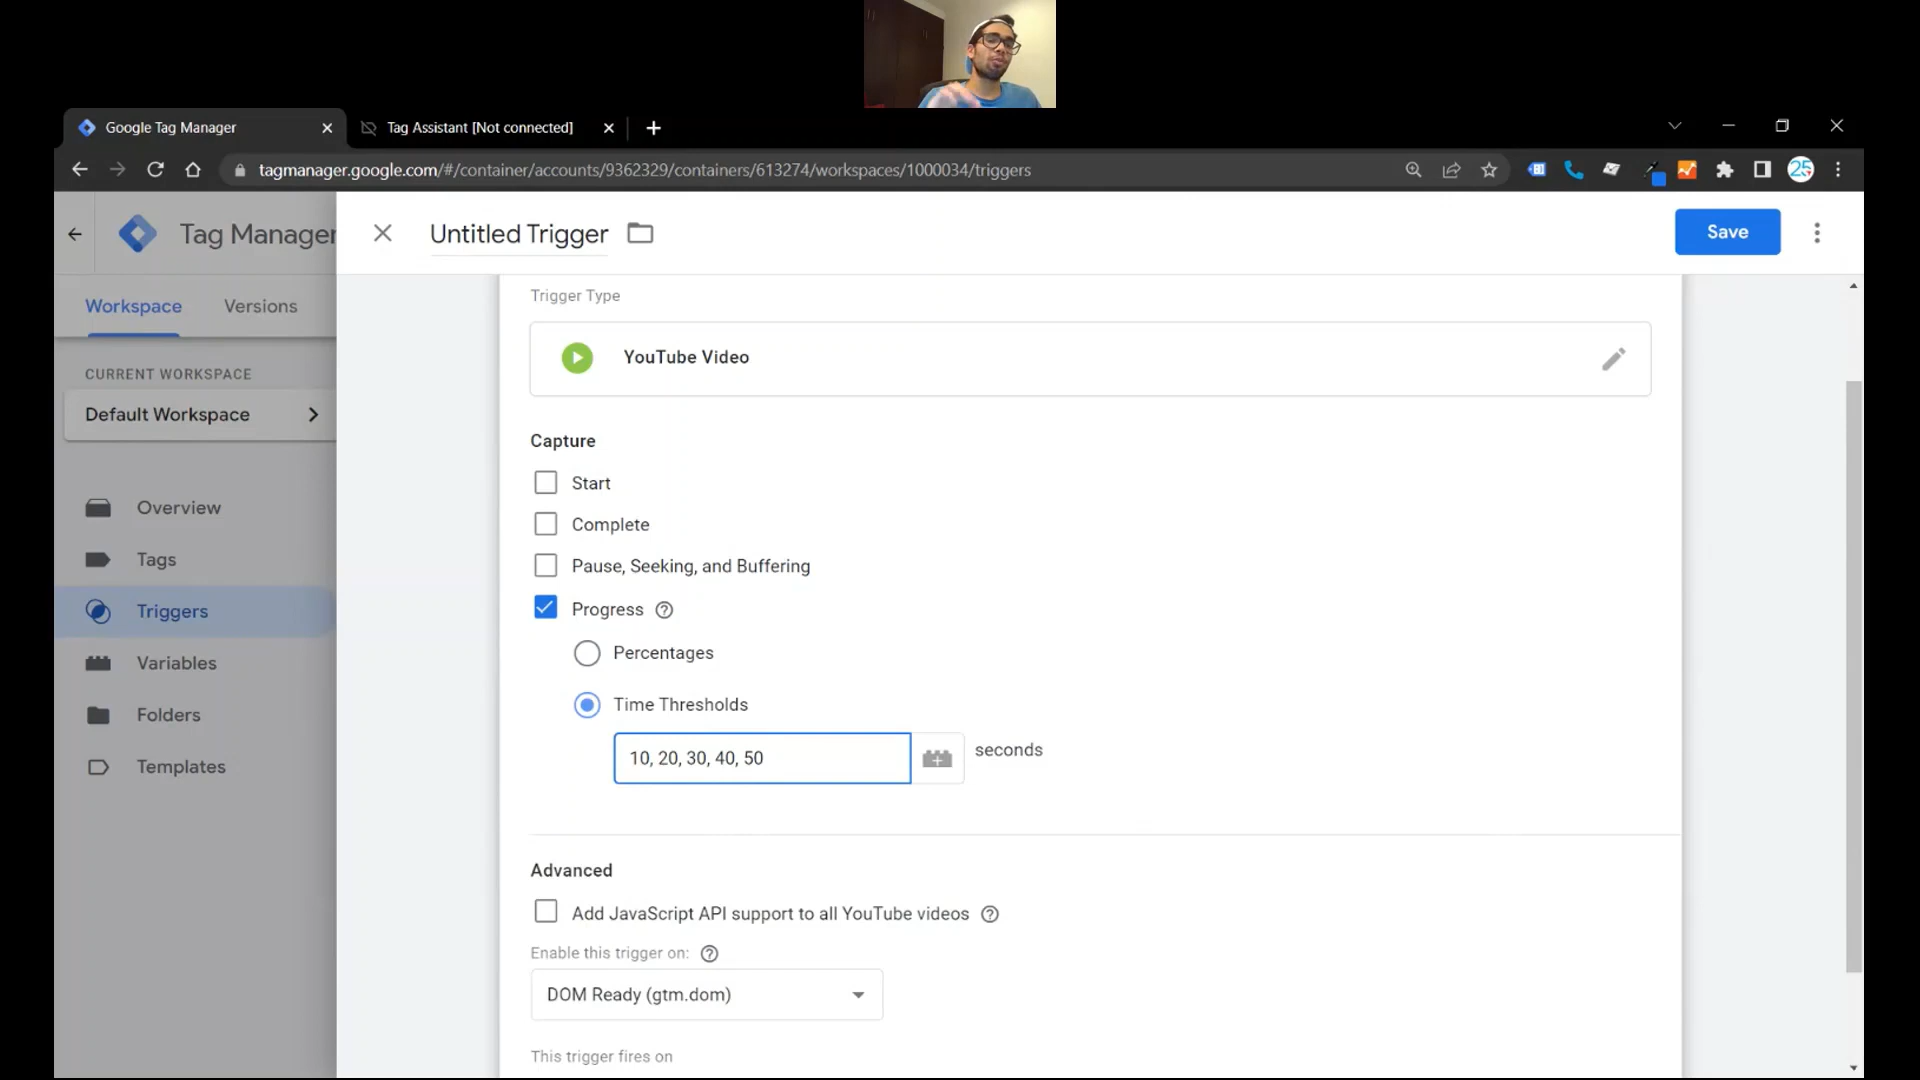 Google Tag Manager
Tag Assistant [Not connected]
tagmanager.google.com/#/container/accounts/9362329/containers/613274/workspaces/1000034/triggers
25
Tag Manager
Untitled Trigger
Save
Workspace
Versions
CURRENT WORKSPACE
Default Workspace
Overview
Tags
Triggers
Variables
Folders
Templates
Trigger Type
YouTube Video
Capture
Start
Complete
Pause, Seeking, and Buffering
Progress
Percentages
Time Thresholds
10, 20, 30, 40, 50
seconds
Advanced
Add JavaScript API support to all YouTube videos
Enable this trigger on:
DOM Ready (gtm.dom)
This trigger fires on